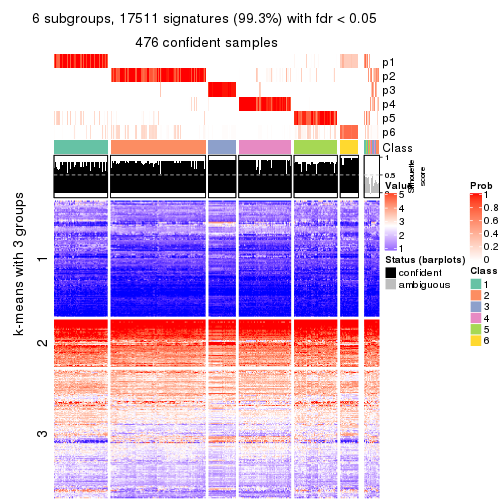 6 subgroups, 17511 signatures (99.3%) with fdr < 0.05
476 confident samples
p1
p2
p3
p4
p5
p6
Class
1
0.5
0
Silhouette
score
k-means with 3 groups
1
2
3
Value
5
4
3
2
1
Status (barplots)
confident
ambiguous
Prob
1
0.8
0.6
0.4
0.2
0
Class
1
2
3
4
5
6